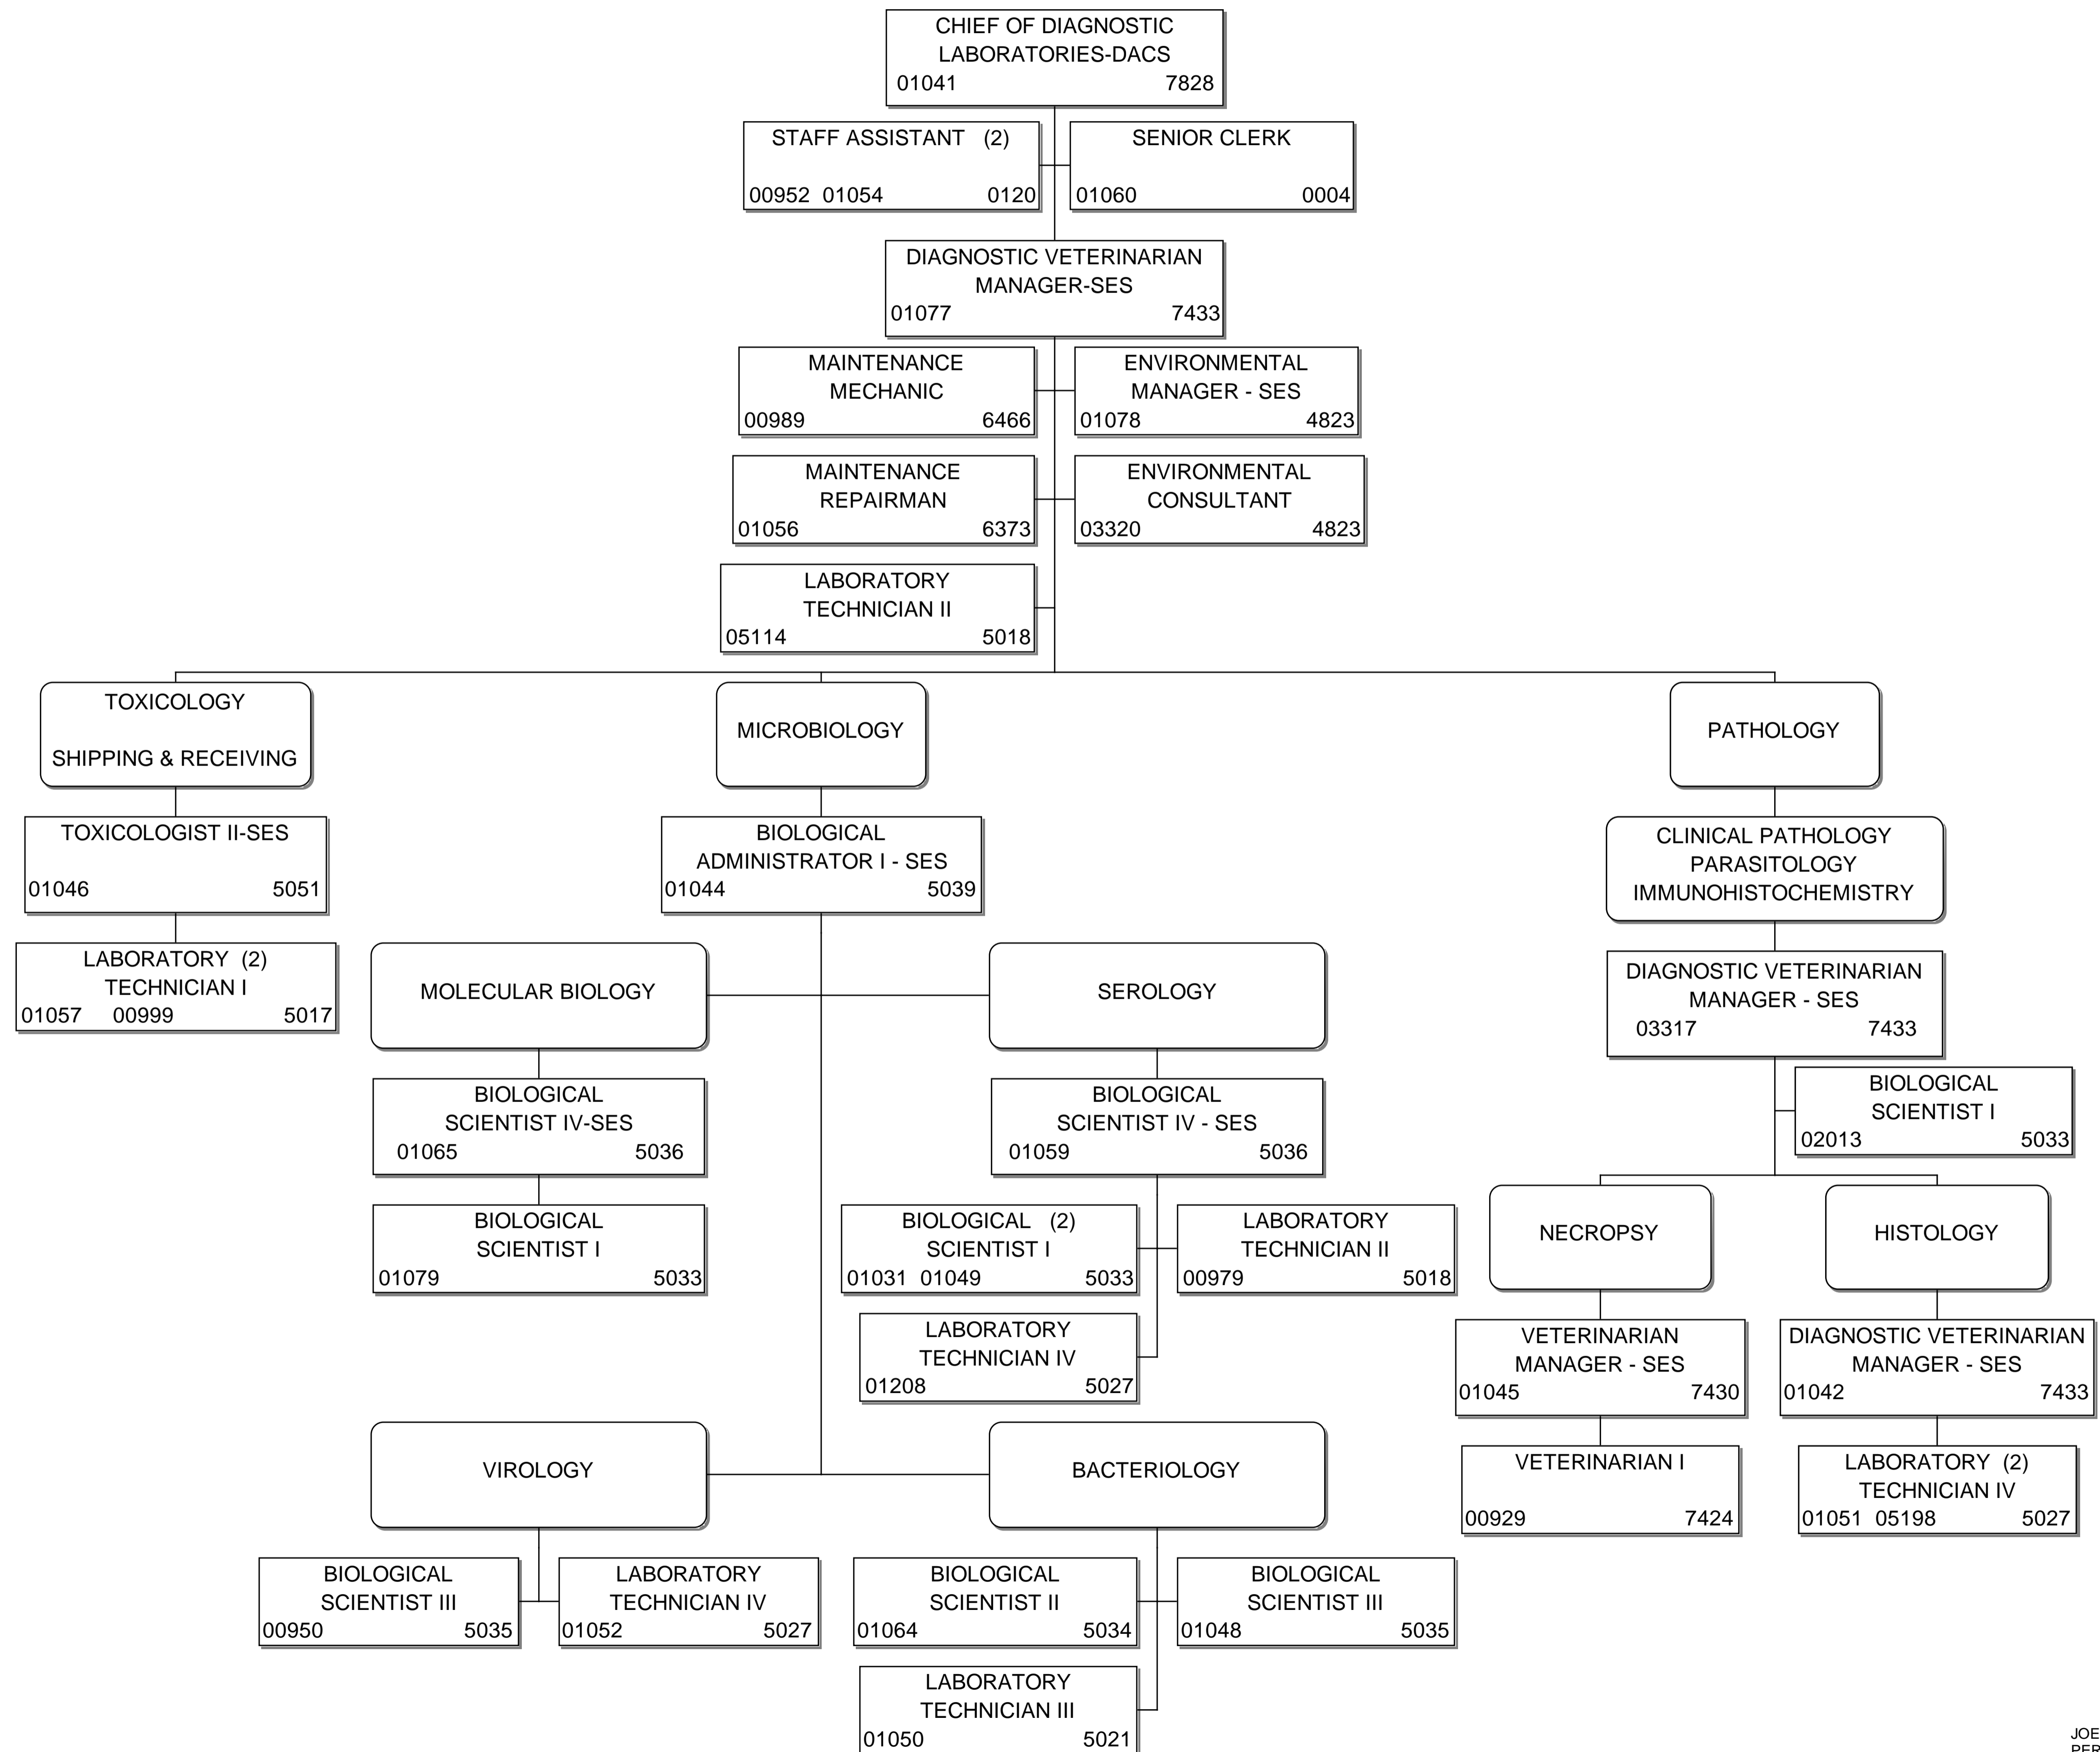 CHIEF OF DIAGNOSTIC
LABORATORIES-DACS
01041 7828
STAFF ASSISTANT (2)
00952 01054 0120
SENIOR CLERK
01060 0004
DIAGNOSTIC VETERINARIAN
MANAGER-SES
01077 7433
MAINTENANCE
MECHANIC
00989 6466
ENVIRONMENTAL
MANAGER - SES
01078 4823
MAINTENANCE
REPAIRMAN
01056 6373
ENVIRONMENTAL
CONSULTANT
03320 4823
LABORATORY
TECHNICIAN II
05114 5018
TOXICOLOGY
SHIPPING & RECEIVING
TOXICOLOGIST II-SES
01046 5051
LABORATORY (2)
TECHNICIAN I
01057 00999 5017
MICROBIOLOGY
BIOLOGICAL
ADMINISTRATOR I - SES
01044 5039
MOLECULAR BIOLOGY
BIOLOGICAL
SCIENTIST IV-SES
01065 5036
BIOLOGICAL
SCIENTIST I
01079 5033
SEROLOGY
BIOLOGICAL
SCIENTIST IV - SES
01059 5036
BIOLOGICAL (2)
SCIENTIST I
01031 01049 5033
LABORATORY
TECHNICIAN II
00979 5018
LABORATORY
TECHNICIAN IV
01208 5027
VIROLOGY
BIOLOGICAL
SCIENTIST III
00950 5035
LABORATORY
TECHNICIAN IV
01052 5027
BACTERIOLOGY
BIOLOGICAL
SCIENTIST II
01064 5034
BIOLOGICAL
SCIENTIST III
01048 5035
LABORATORY
TECHNICIAN III
01050 5021
PATHOLOGY
CLINICAL PATHOLOGY
PARASITOLOGY
IMMUNOHISTOCHEMISTRY
DIAGNOSTIC VETERINARIAN
MANAGER - SES
03317 7433
BIOLOGICAL
SCIENTIST I
02013 5033
NECROPSY
VETERINARIAN
MANAGER - SES
01045 7430
VETERINARIAN I
00929 7424
HISTOLOGY
DIAGNOSTIC VETERINARIAN
MANAGER - SES
01042 7433
LABORATORY (2)
TECHNICIAN IV
01051 05198 5027
JOE
PER